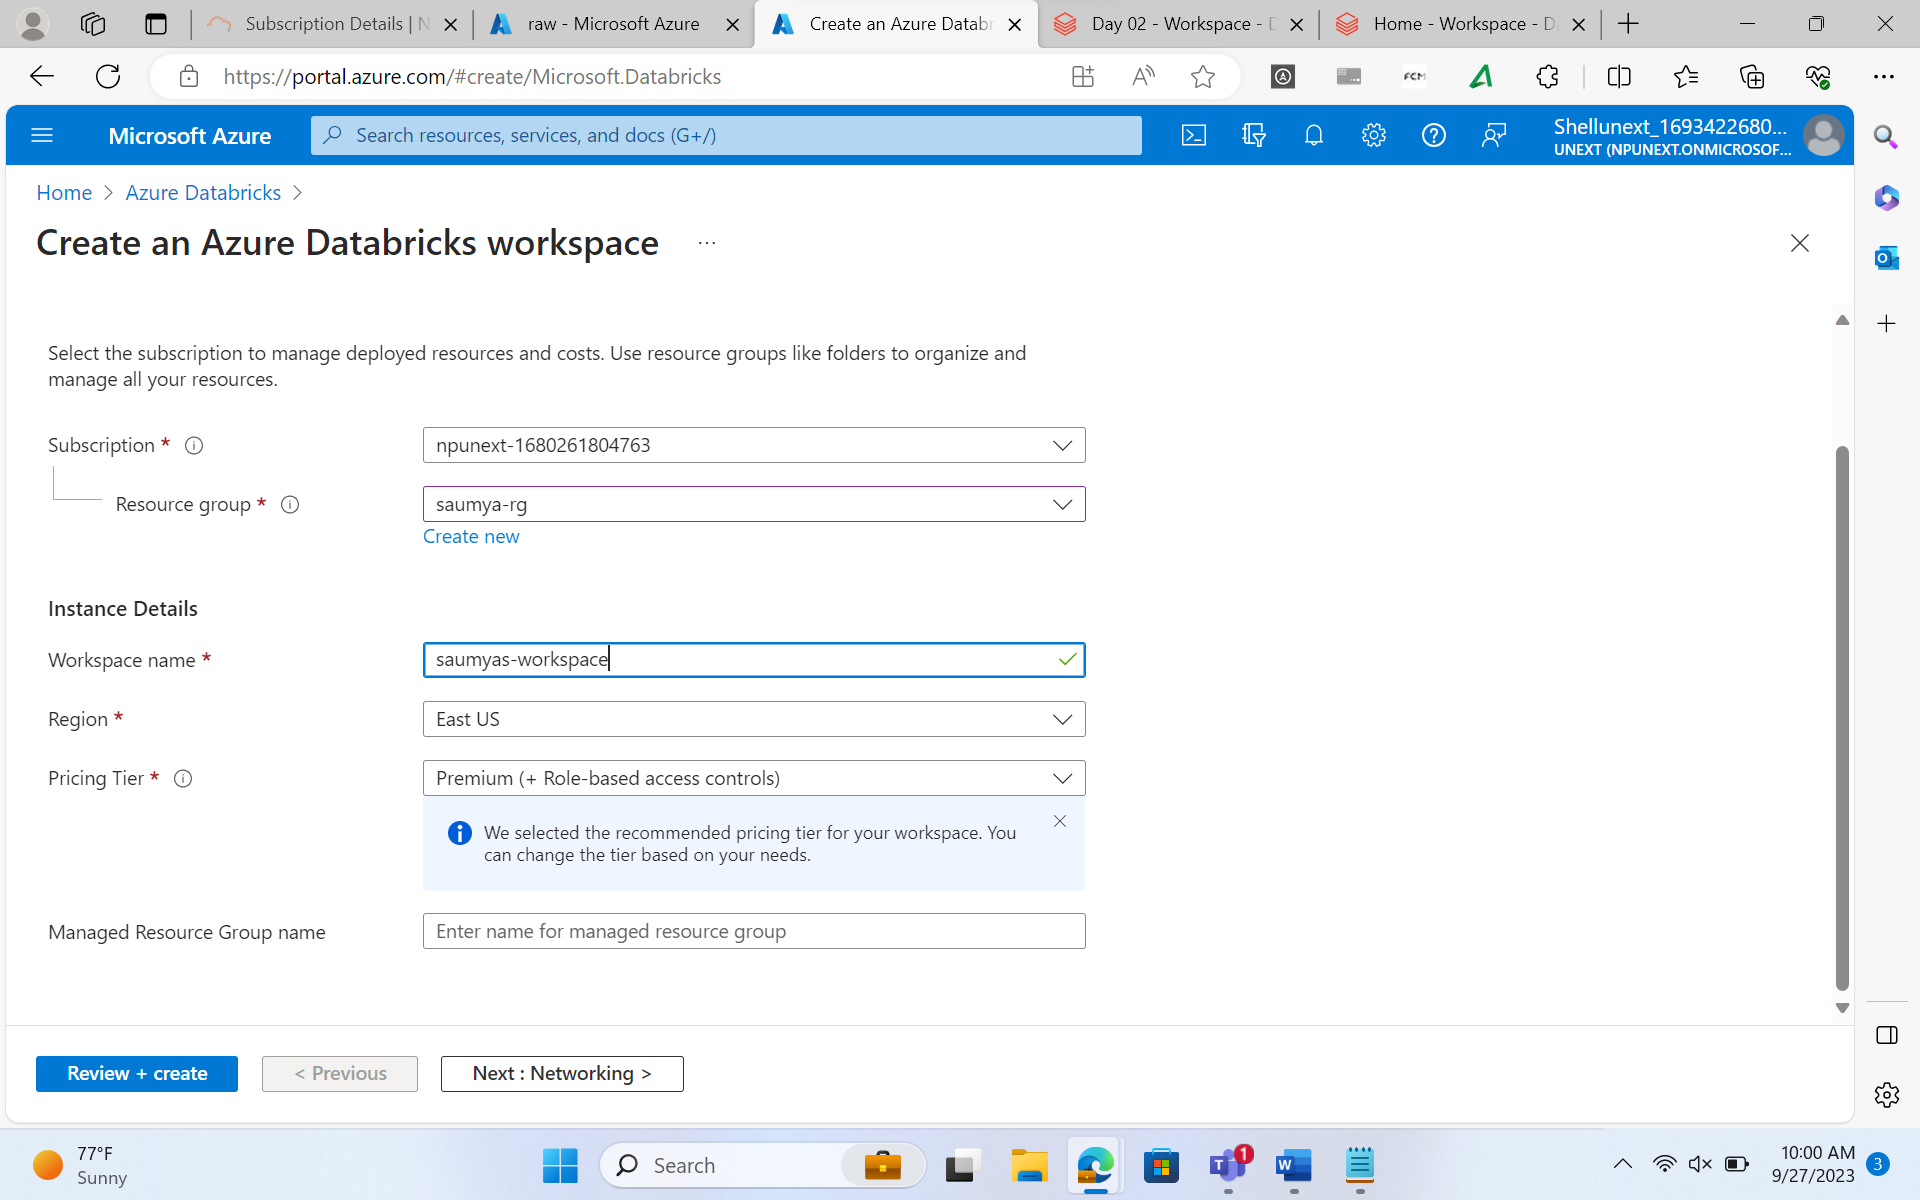 Subscription Details | N
raw - Microsoft Azure
Create an Azure Datab
Day 02 - Workspace - D
Home - Workspace - D
https://portal.azure.com/#create/Microsoft.Databricks
FCM
Microsoft Azure
Search resources, services, and docs (G+/)
Shellunext_1693422680...
UNEXT (NPUNEXT.ONMICROSOF...
Home > Azure Databricks >
Create an Azure Databricks workspace ...
Select the subscription to manage deployed resources and costs. Use resource groups like folders to organize and
manage all your resources.
Subscription *
npunext-1680261804763
Resource group *
saumya-rg
Create new
Instance Details
Workspace name *
saumyas-workspace
Region *
East US
Pricing Tier *
Premium (+ Role-based access controls)
We selected the recommended pricing tier for your workspace. You
can change the tier based on your needs.
Managed Resource Group name
Enter name for managed resource group
Review + create
< Previous
Next : Networking >
77°F
Sunny
Search
1
10:00 AM
9/27/2023
3